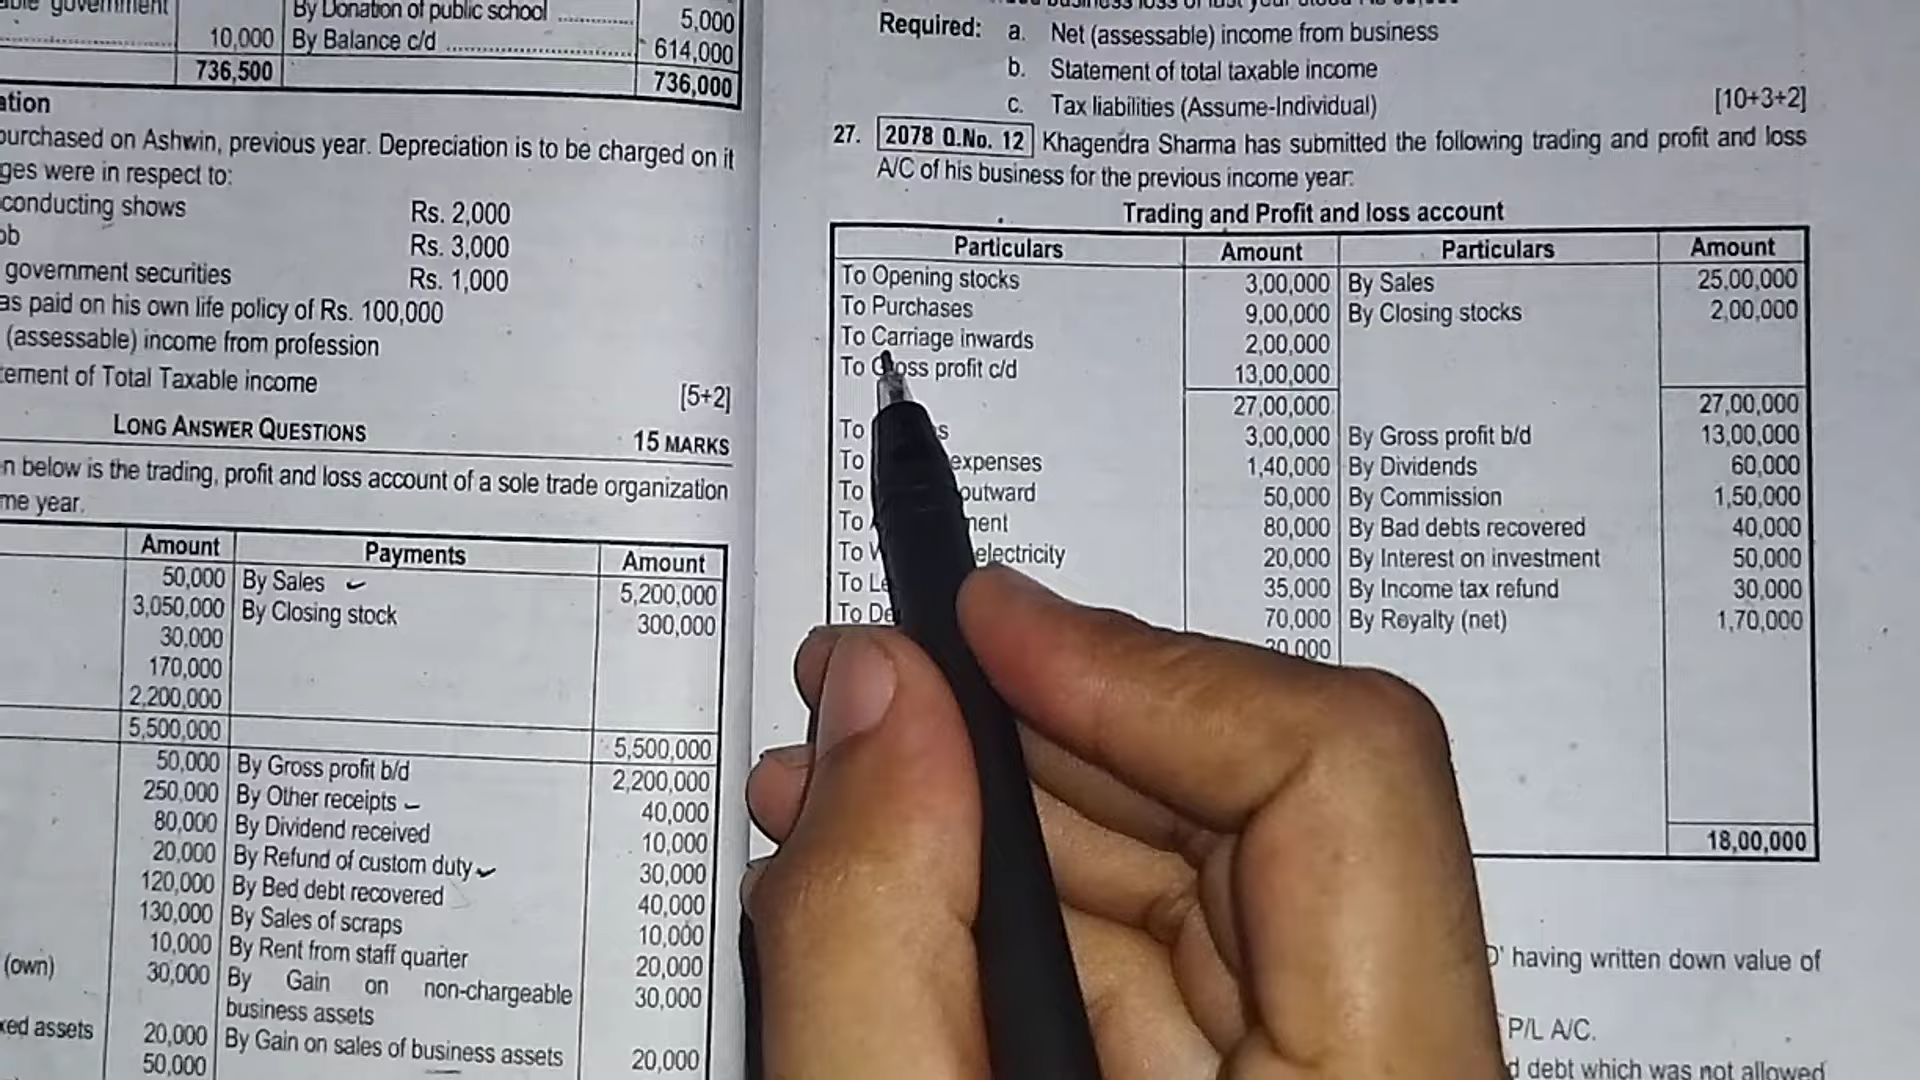 government
By Donation of public school ............ 5,000
10,000 By Balance c/d ............ 614,000
736,500 736,000
purchased on Ashwin, previous year. Depreciation is to be charged on it
were in respect to:
conducting shows Rs. 2,000
Rs. 3,000
government securities Rs. 1,000
paid on his own life policy of Rs. 100,000
(assessable) income from profession
of Total Taxable income [5+2]
LONG ANSWER QUESTIONS 15 MARKS
below is the trading, profit and loss account of a sole trade organization
year.
Amount Payments Amount
50,000 By Sales 5,200,000
3,050,000 By Closing stock 300,000
30,000
170,000
2,200,000
5,500,000 5,500,000
50,000 By Gross profit b/d 2,200,000
250,000 By Other receipts 40,000
80,000 By Dividend received 10,000
20,000 By Refund of custom duty 30,000
120,000 By Bed debt recovered 40,000
130,000 By Sales of scraps 10,000
10,000 By Rent from staff quarter 20,000
(own) 30,000 By Gain on non-chargeable 30,000
business assets
assets 20,000 By Gain on sales of business assets 20,000
50,000
Required: a. Net (assessable) income from business
b. Statement of total taxable income
c. Tax liabilities (Assume-Individual) [10+3+2]
27. 2078 Q.No. 12 Khagendra Sharma has submitted the following trading and profit and loss
A/C of his business for the previous income year:
Trading and Profit and loss account
Particulars Amount Particulars Amount
To Opening stocks 3,00,000 By Sales 25,00,000
To Purchases 9,00,000 By Closing stocks 2,00,000
To Carriage inwards 2,00,000
To Gross profit c/d 13,00,000
27,00,000 27,00,000
To 3,00,000 By Gross profit b/d 13,00,000
To expenses 1,40,000 By Dividends 60,000
To outward 50,000 By Commission 1,50,000
To 80,000 By Bad debts recovered 40,000
To electricity 20,000 By Interest on investment 50,000
To 35,000 By Income tax refund 30,000
To 70,000 By Royalty (net) 1,70,000
18,00,000
having written down value of
P/L A/C.
debt which was not allowed